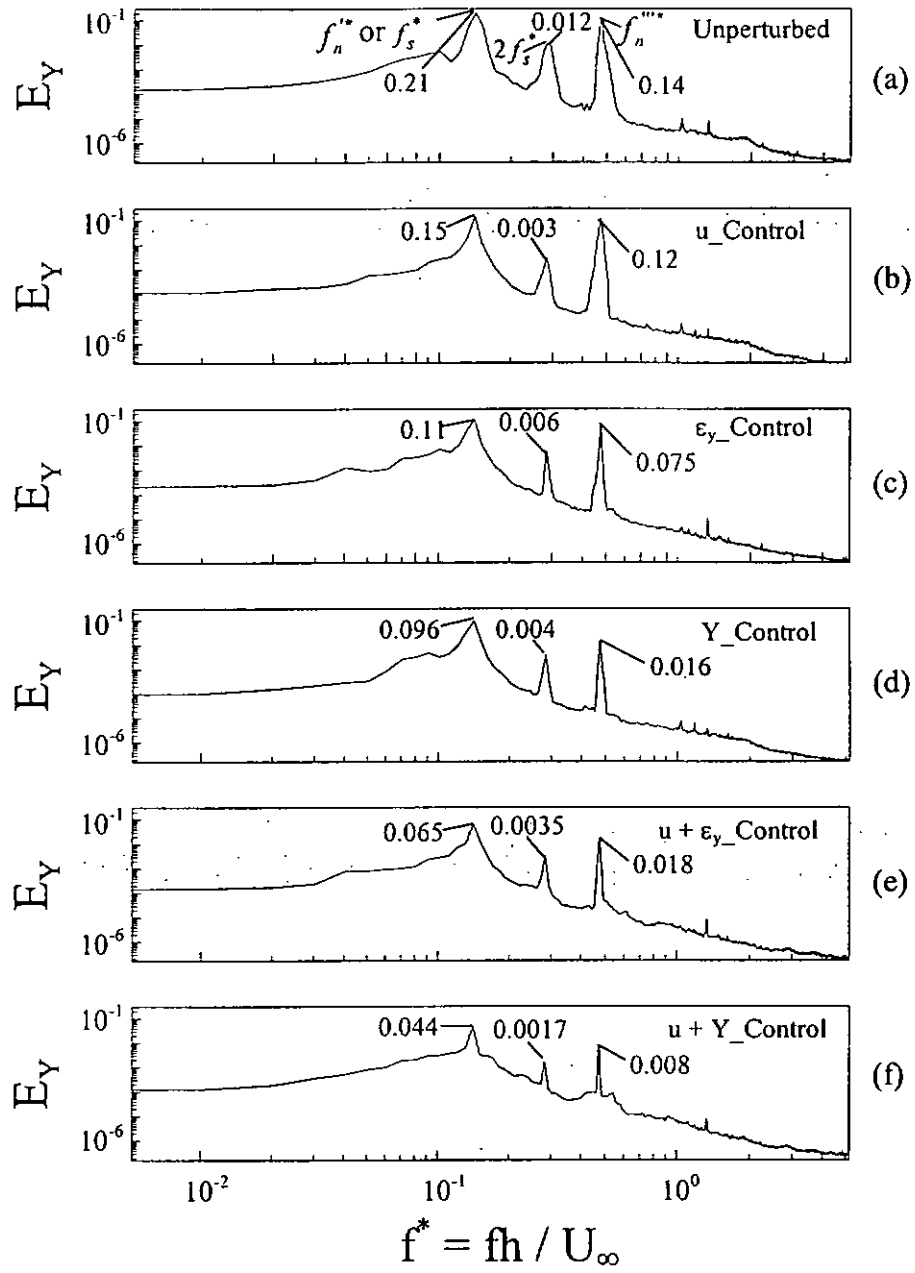 f_n'* or f_s* 2f_s* 0.012 f_n'''* Unperturbed
10^-1
0.21 0.14
E_Y (a)
10^-6
u_Control
10^-1
0.15 0.003 0.12
E_Y (b)
10^-6
ε_y_Control
10^-1
0.11 0.006 0.075
E_Y (c)
10^-6
Y_Control
10^-1
0.096 0.004 0.016
E_Y (d)
10^-6
u + ε_y_Control
10^-1
0.065 0.0035 0.018
E_Y (e)
10^-6
u + Y_Control
10^-1
0.044 0.0017 0.008
E_Y (f)
10^-6
10^-2 10^-1 10^0
f* = fh / U_∞